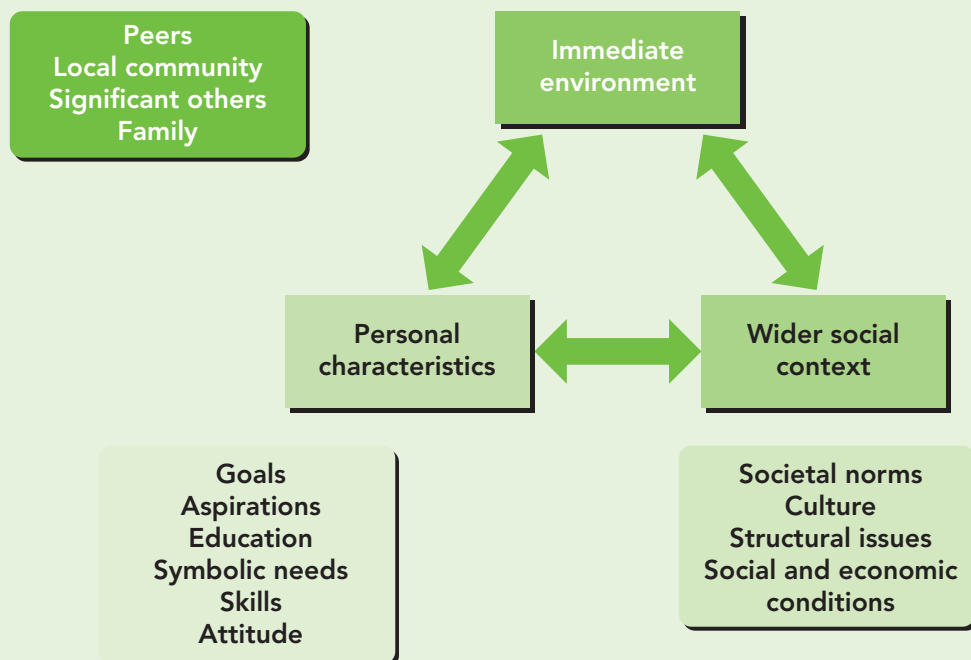 Peers
Local community
Significant others
Family
Immediate
environment
Personal
characteristics
Wider social
context
Goals
Aspirations
Education
Symbolic needs
Skills
Attitude
Societal norms
Culture
Structural issues
Social and economic
conditions